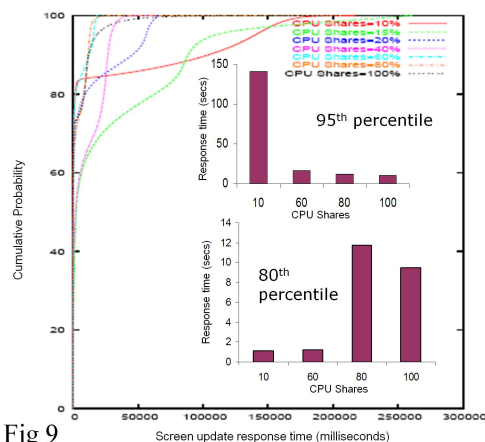 100
80
60
40
20
0
Cumulative Probability
CPU Shares=10%
CPU Shares=15%
CPU Shares=20%
CPU Shares=40%
CPU Shares=60%
CPU Shares=80%
CPU Shares=100%
150
100
50
0
Response time (secs)
95th percentile
10 60 80 100
CPU Shares
14
12
10
8
6
4
2
0
Response time (secs)
80th
percentile
10 60 80 100
CPU Shares
0 50000 100000 150000 200000 250000 300000
Fig 9
Screen update response time (milliseconds)